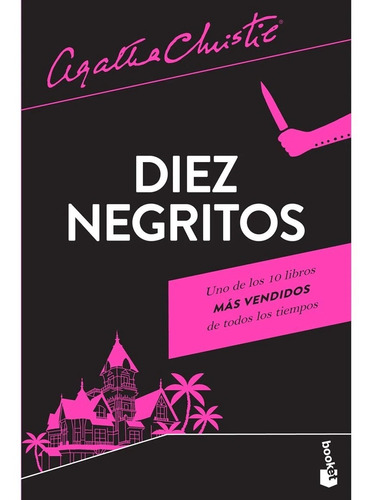 Agatha Christie®
DIEZ
NEGRITOS
Uno de los 10 libros
MÁS VENDIDOS
de todos los tiempos
booket